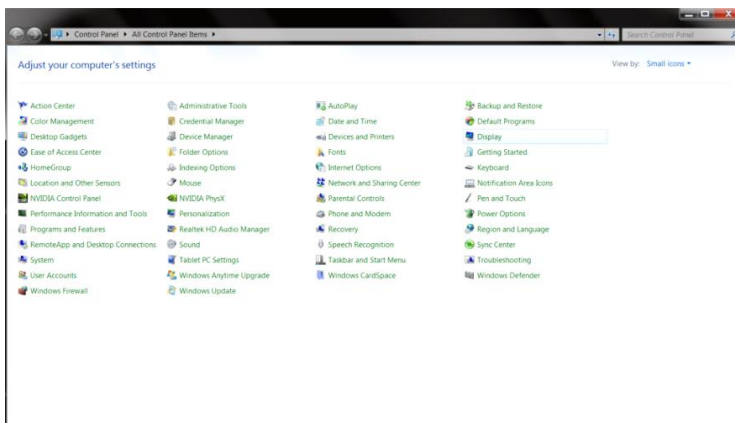 Control Panel ▸ All Control Panel Items ▸ Search Control Panel
Adjust your computer's settings View by: Small icons
Action Center Administrative Tools AutoPlay Backup and Restore
Color Management Credential Manager Date and Time Default Programs
Desktop Gadgets Device Manager Devices and Printers Display
Ease of Access Center Folder Options Fonts Getting Started
HomeGroup Indexing Options Internet Options Keyboard
Location and Other Sensors Mouse Network and Sharing Center Notification Area Icons
NVIDIA Control Panel NVIDIA PhysX Parental Controls Pen and Touch
Performance Information and Tools Personalization Phone and Modem Power Options
Programs and Features Realtek HD Audio Manager Recovery Region and Language
RemoteApp and Desktop Connections Sound Speech Recognition Sync Center
System Tablet PC Settings Taskbar and Start Menu Troubleshooting
User Accounts Windows Anytime Upgrade Windows CardSpace Windows Defender
Windows Firewall Windows Update